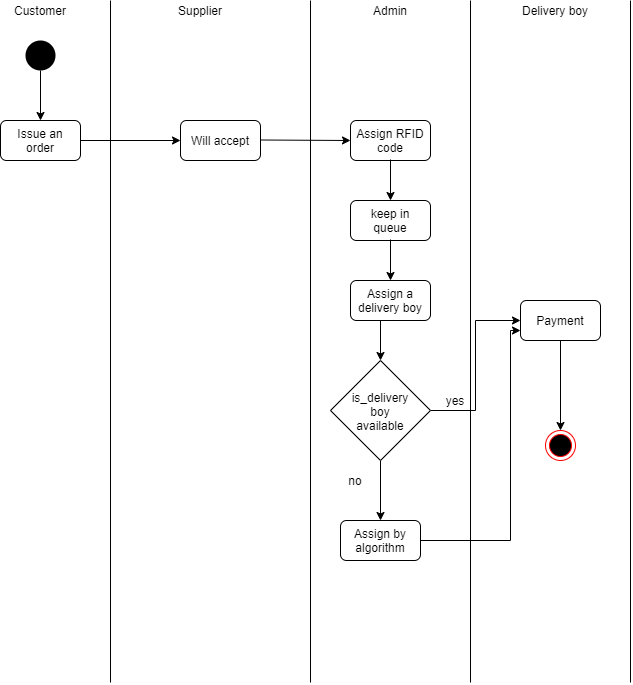 Customer
Supplier
Admin
Delivery boy
Issue an
order
Will accept
Assign RFID
code
keep in
queue
Assign a
delivery boy
Payment
is_delivery
boy
available
yes
no
Assign by
algorithm